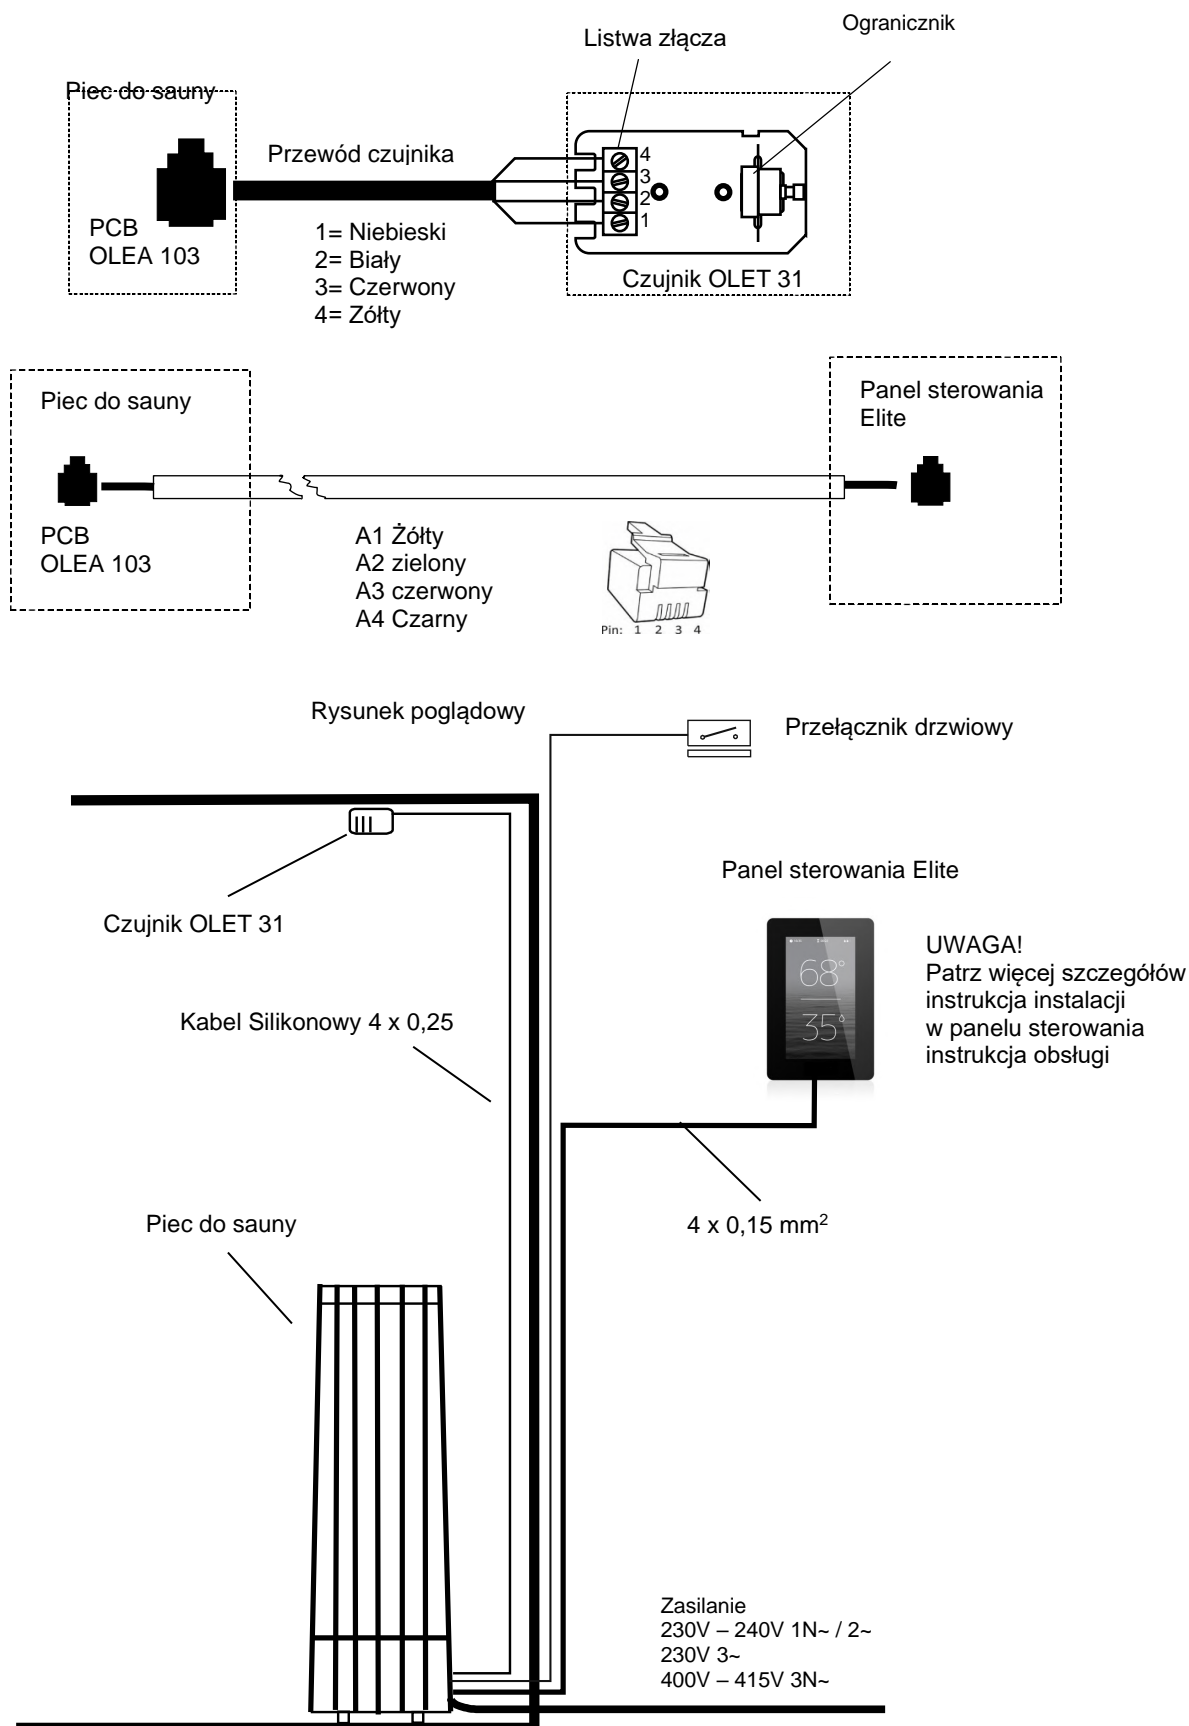 Ogranicznik
Listwa złącza
Piec do sauny
Przewód czujnika
4
3
2
1
PCB
OLEA 103
1= Niebieski
2= Biały
3= Czerwony
4= Zółty
Czujnik OLET 31
Piec do sauny
Panel sterowania
Elite
PCB
OLEA 103
A1 Żółty
A2 zielony
A3 czerwony
A4 Czarny
Pin: 1 2 3 4
Rysunek poglądowy
Przełącznik drzwiowy
Czujnik OLET 31
Panel sterowania Elite
68°
35
UWAGA!
Patrz więcej szczegółów
instrukcja instalacji
w panelu sterowania
instrukcja obsługi
Kabel Silikonowy 4 x 0,25
4 x 0,15 mm²
Piec do sauny
Zasilanie
230V – 240V 1N~ / 2~
230V 3~
400V – 415V 3N~